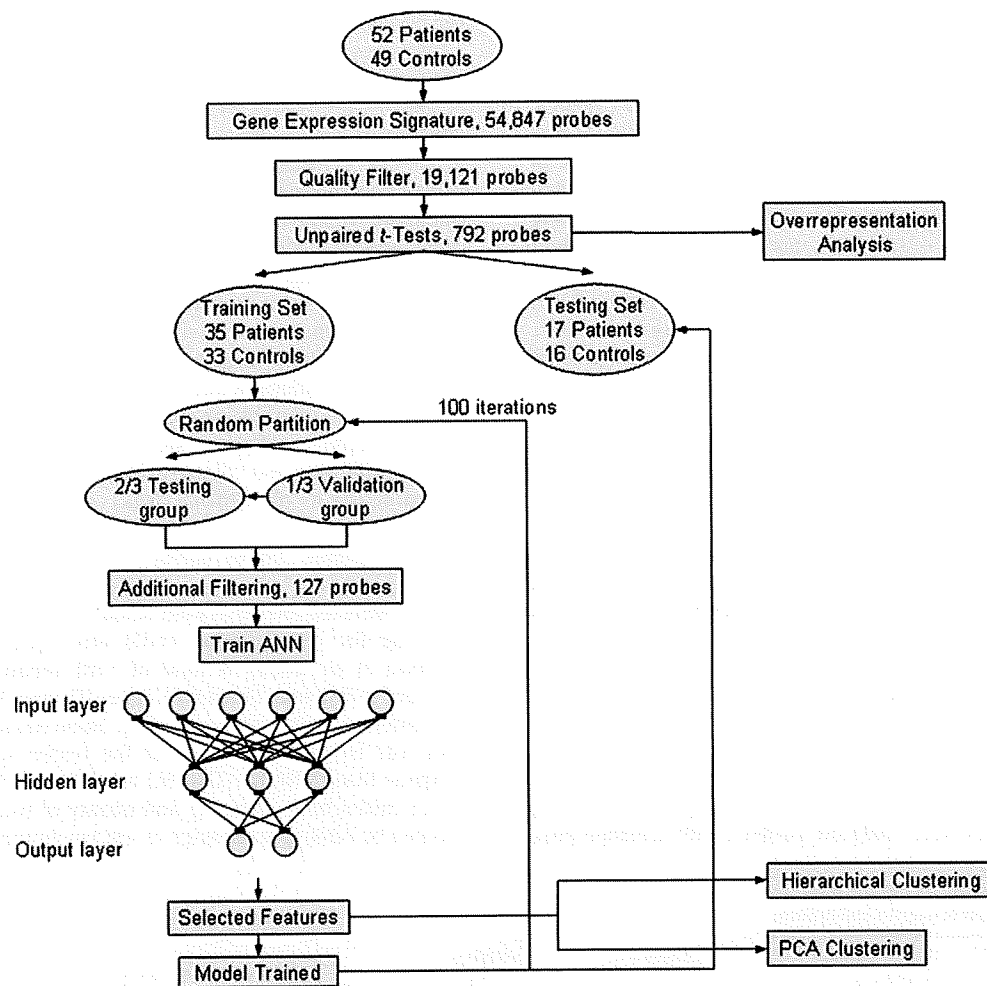 52 Patients
49 Controls
Gene Expression Signature, 54,847 probes
Quality Filter, 19,121 probes
Unpaired t-Tests, 792 probes
Overrepresentation
Analysis
Training Set
35 Patients
33 Controls
Testing Set
17 Patients
16 Controls
100 iterations
Random Partition
2/3 Testing
group
1/3 Validation
group
Additional Filtering, 127 probes
Train ANN
Input layer
Hidden layer
Output layer
Hierarchical Clustering
Selected Features
PCA Clustering
Model Trained